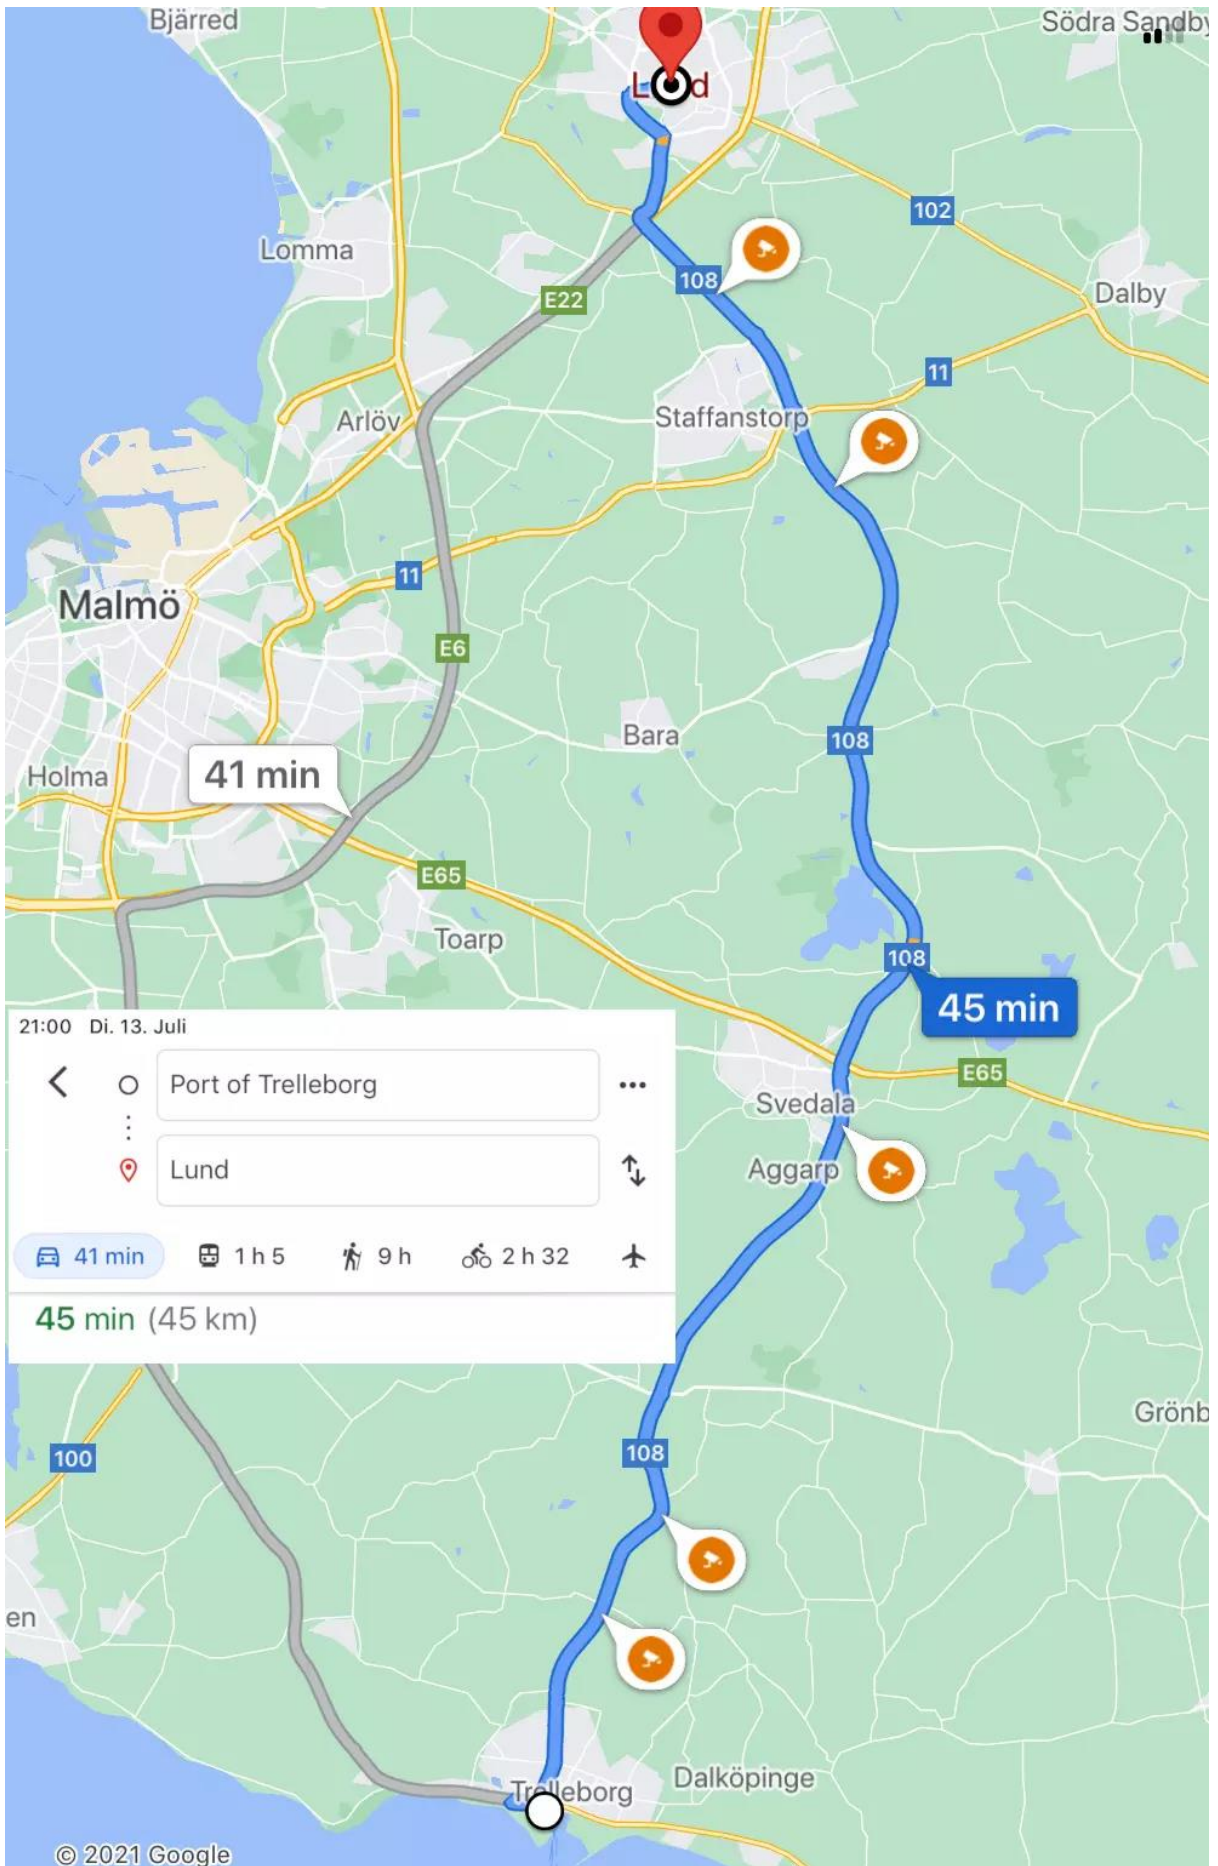 Bjärred
Södra Sandby
Lund
102
Lomma
108
Dalby
E22
11
Arlöv
Staffanstorp
11
Malmö
E6
Bara
108
Holma
41 min
E65
Toarp
108
45 min
21:00 Di. 13. Juli
Port of Trelleborg
E65
Svedala
Lund
Aggarp
41 min 1 h 5 9 h 2 h 32
45 min (45 km)
Grönb
100
108
en
Trelleborg
Dalköpinge
© 2021 Google